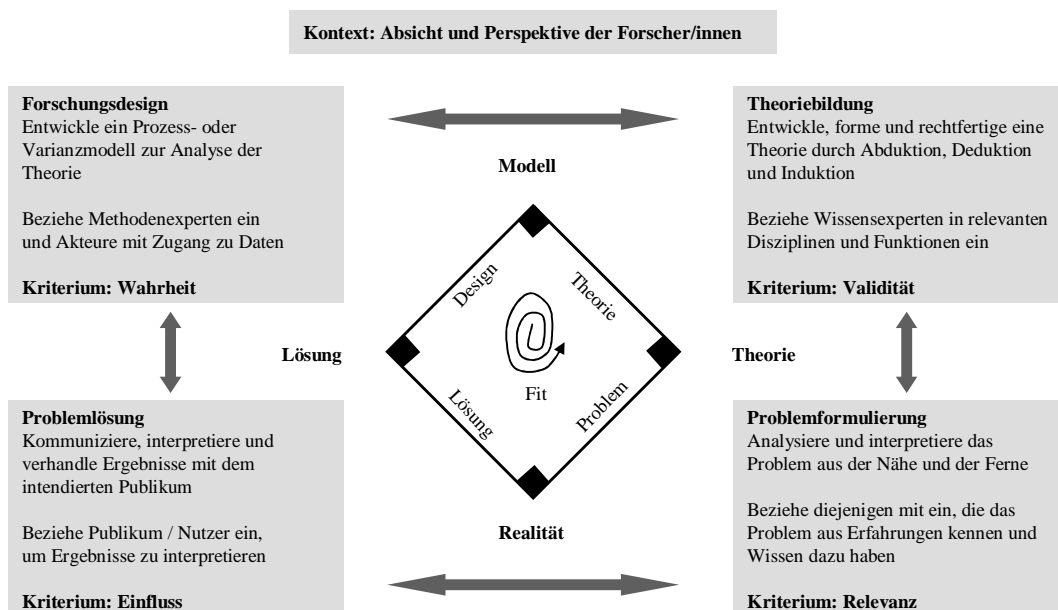 Kontext: Absicht und Perspektive der Forscher/innen
Forschungsdesign
Entwickle ein Prozess- oder
Varianzmodell zur Analyse der
Theorie
Beziehe Methodenexperten ein
und Akteure mit Zugang zu Daten
Kriterium: Wahrheit
Theoriebildung
Entwickle, forme und rechtfertige eine
Theorie durch Abduktion, Deduktion
und Induktion
Beziehe Wissensexperten in relevanten
Disziplinen und Funktionen ein
Kriterium: Validität
Modell
Design
Theorie
Lösung
Theorie
Fit
Lösung
Problem
Realität
Problemlösung
Kommuniziere, interpretiere und
verhandle Ergebnisse mit dem
intendierten Publikum
Beziehe Publikum / Nutzer ein,
um Ergebnisse zu interpretieren
Kriterium: Einfluss
Problemformulierung
Analysiere und interpretiere das
Problem aus der Nähe und der Ferne
Beziehe diejenigen mit ein, die das
Problem aus Erfahrungen kennen und
Wissen dazu haben
Kriterium: Relevanz